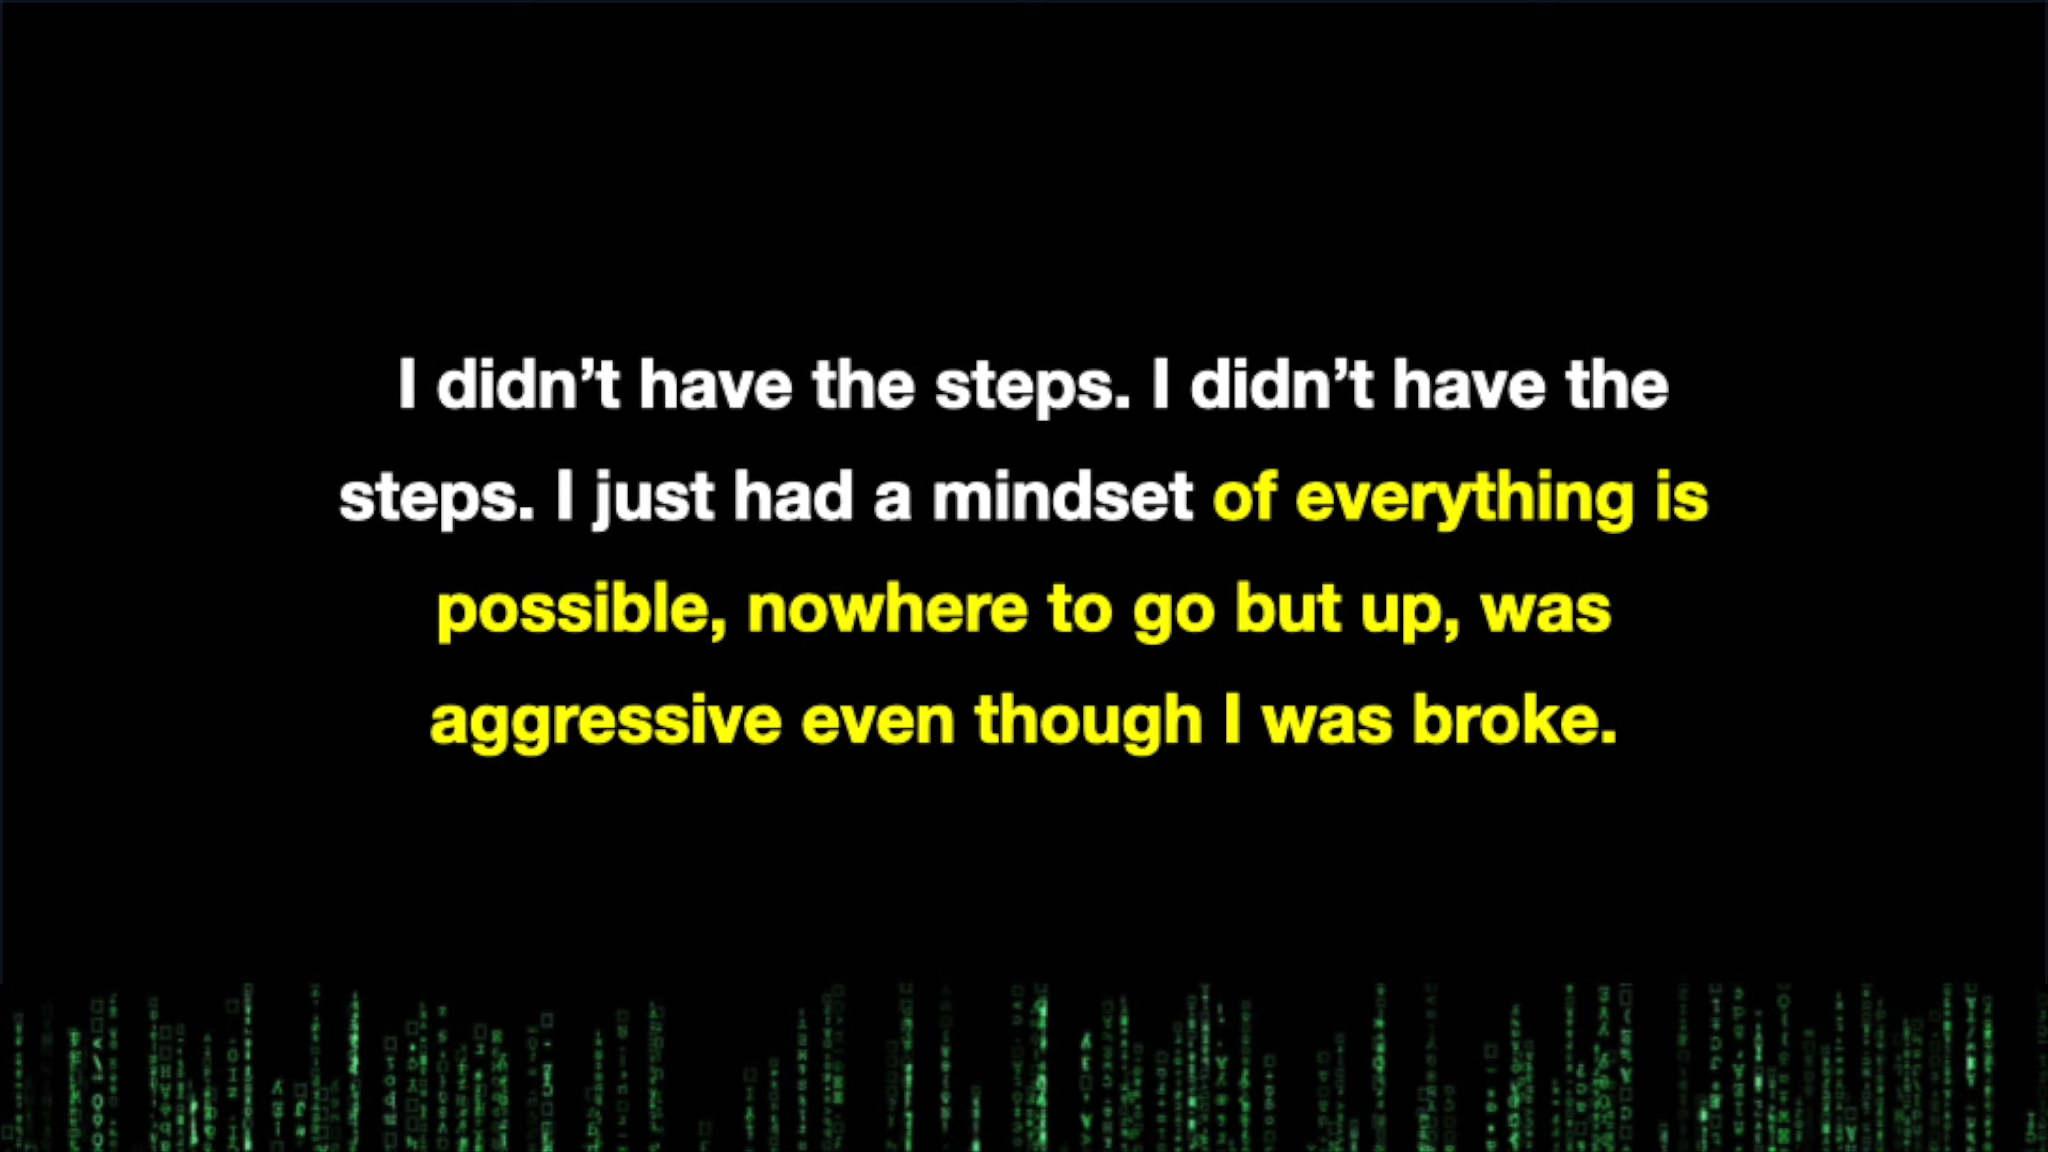 I didn’t have the steps. I didn’t have the
steps. I just had a mindset of everything is
possible, nowhere to go but up, was
aggressive even though I was broke.